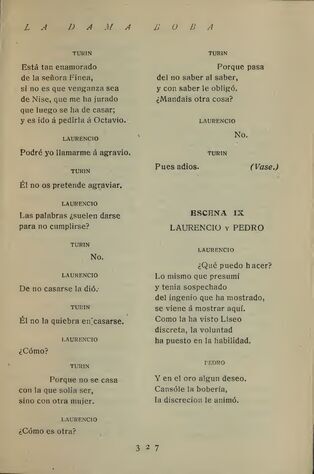 LA DAMA BOBA
TURIN
Está tan enamorado
de la señora Finea,
si no es que venganza sea
de Nise, que me ha jurado
que luego se ha de casar;
y es ido á pedirla á Octavio.
LAURENCIO
Podré yo llamarme á agravio.
TURIN
Él no os pretende agraviar.
LAURENCIO
Las palabras ¿suelen darse
para no cumplirse?
TURIN
No.
LAURENCIO
De no casarse la dió.
TURIN
Él no la quiebra en casarse.
LAURENCIO
¿Cómo?
TURIN
Porque no se casa
con la que solia ser,
sino con otra mujer.
LAURENCIO
¿Cómo es otra?
TURIN
Porque pasa
del no saber al saber,
y con saber le obligó.
¿Mandais otra cosa?
LAURENCIO
No.
TURIN
Pues adios. (Vase.)
ESCENA IX
LAURENCIO Y PEDRO
LAURENCIO
¿Qué puedo hacer?
Lo mismo que presumí
y tenia sospechado
del ingenio que ha mostrado,
se viene á mostrar aquí.
Como la ha visto Liseo
discreta, la voluntad
ha puesto en la habilidad.
PEDRO
Y en el oro algun deseo.
Cansóle la bobería,
la discrecion le animó.
327